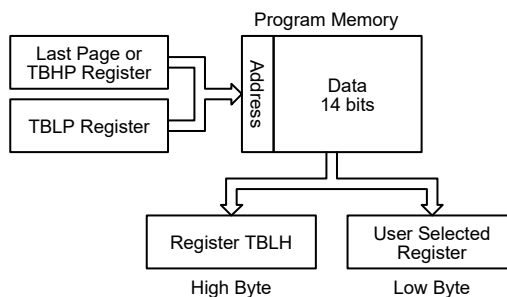 Program Memory
Last Page or
TBHP Register
TBLP Register
Address
Data
14 bits
Register TBLH
User Selected
Register
High Byte
Low Byte